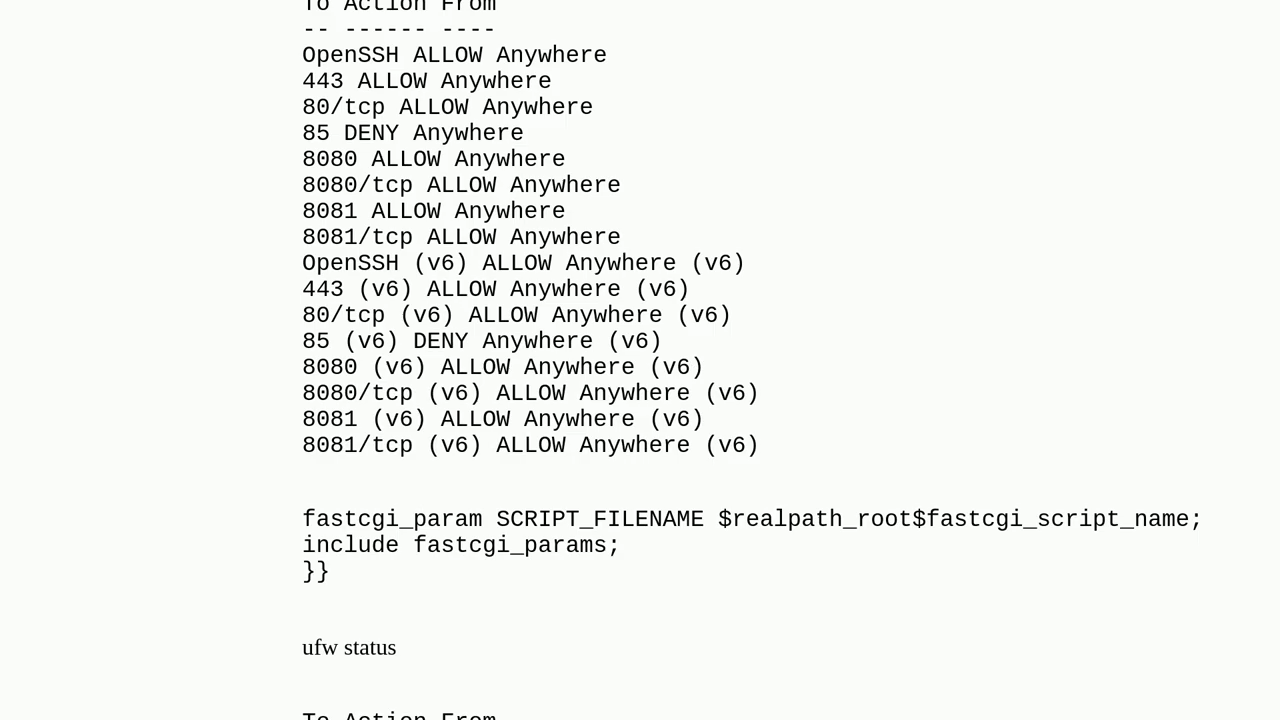 To Action From
-- ------ ----
OpenSSH ALLOW Anywhere
443 ALLOW Anywhere
80/tcp ALLOW Anywhere
85 DENY Anywhere
8080 ALLOW Anywhere
8080/tcp ALLOW Anywhere
8081 ALLOW Anywhere
8081/tcp ALLOW Anywhere
OpenSSH (v6) ALLOW Anywhere (v6)
443 (v6) ALLOW Anywhere (v6)
80/tcp (v6) ALLOW Anywhere (v6)
85 (v6) DENY Anywhere (v6)
8080 (v6) ALLOW Anywhere (v6)
8080/tcp (v6) ALLOW Anywhere (v6)
8081 (v6) ALLOW Anywhere (v6)
8081/tcp (v6) ALLOW Anywhere (v6)
fastcgi_param SCRIPT_FILENAME $realpath_root$fastcgi_script_name;
include fastcgi_params;
}}
ufw status
To Action From